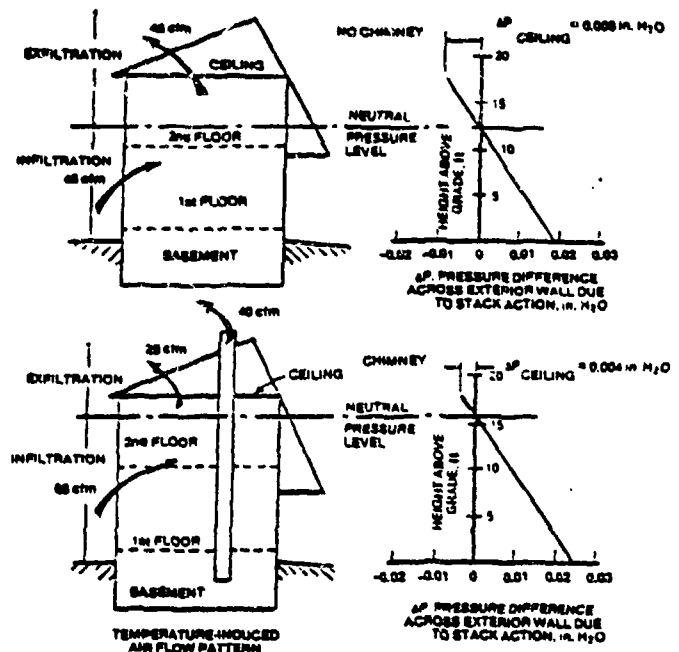 45 cfm
EXFILTRATION
CEILING
NEUTRAL
PRESSURE
LEVEL
2ND FLOOR
INFILTRATION
45 cfm
1st FLOOR
BASEMENT
NO CHIMNEY
ΔP CEILING = 0.008 in. H₂O
20
15
10
5
HEIGHT ABOVE
GRADE, ft
-0.02 -0.01 0 0.01 0.02 0.03
ΔP, PRESSURE DIFFERENCE
ACROSS EXTERIOR WALL DUE
TO STACK ACTION, in. H₂O
40 cfm
25 cfm
EXFILTRATION
CEILING
NEUTRAL
PRESSURE
LEVEL
2ND FLOOR
INFILTRATION
65 cfm
1st FLOOR
BASEMENT
TEMPERATURE-INDUCED
AIR FLOW PATTERN
CHIMNEY
ΔP CEILING = 0.004 in. H₂O
20
15
10
5
HEIGHT ABOVE
GRADE, ft
-0.02 -0.01 0 0.01 0.02 0.03
ΔP, PRESSURE DIFFERENCE
ACROSS EXTERIOR WALL DUE
TO STACK ACTION, in. H₂O